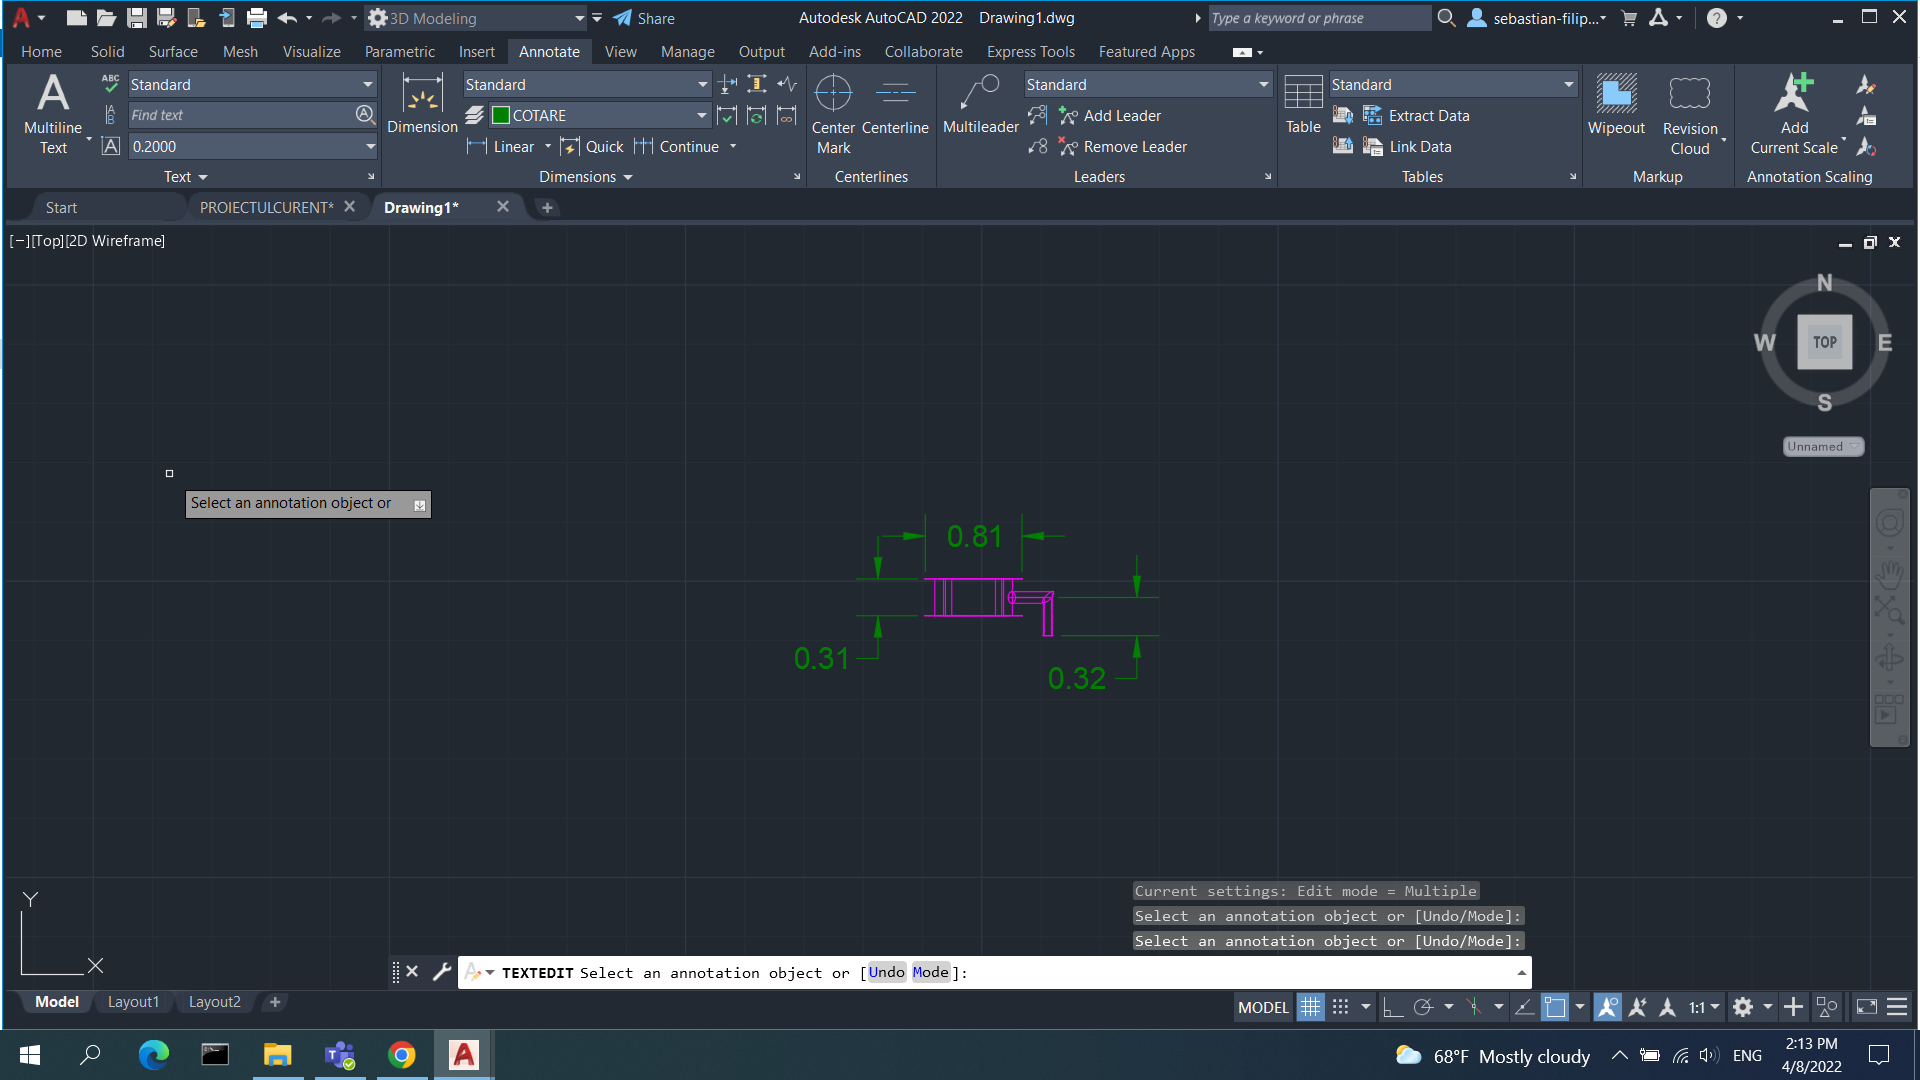 3D Modeling
Share
Autodesk AutoCAD 2022 Drawing1.dwg
Type a keyword or phrase
sebastian-filip...
Home Solid Surface Mesh Visualize Parametric Insert Annotate View Manage Output Add-ins Collaborate Express Tools Featured Apps
Multiline Text
ABC
Standard
Find text
0.2000
Text
Dimension
Standard
COTARE
Linear Quick Continue
Dimensions
Center Mark
Centerline
Centerlines
Multileader
Standard
Add Leader
Remove Leader
Leaders
Table
Standard
Extract Data
Link Data
Tables
Wipeout
Revision Cloud
Markup
Add Current Scale
Annotation Scaling
Start PROIECTULCURENT* Drawing1*
[−][Top][2D Wireframe]
N
W TOP E
S
Unnamed
Select an annotation object or
0.81
0.31
0.32
Y
X
Current settings: Edit mode = Multiple
Select an annotation object or [Undo/Mode]:
Select an annotation object or [Undo/Mode]:
TEXTEDIT Select an annotation object or [Undo Mode]:
Model Layout1 Layout2
MODEL
1:1
68°F Mostly cloudy
ENG
2:13 PM
4/8/2022